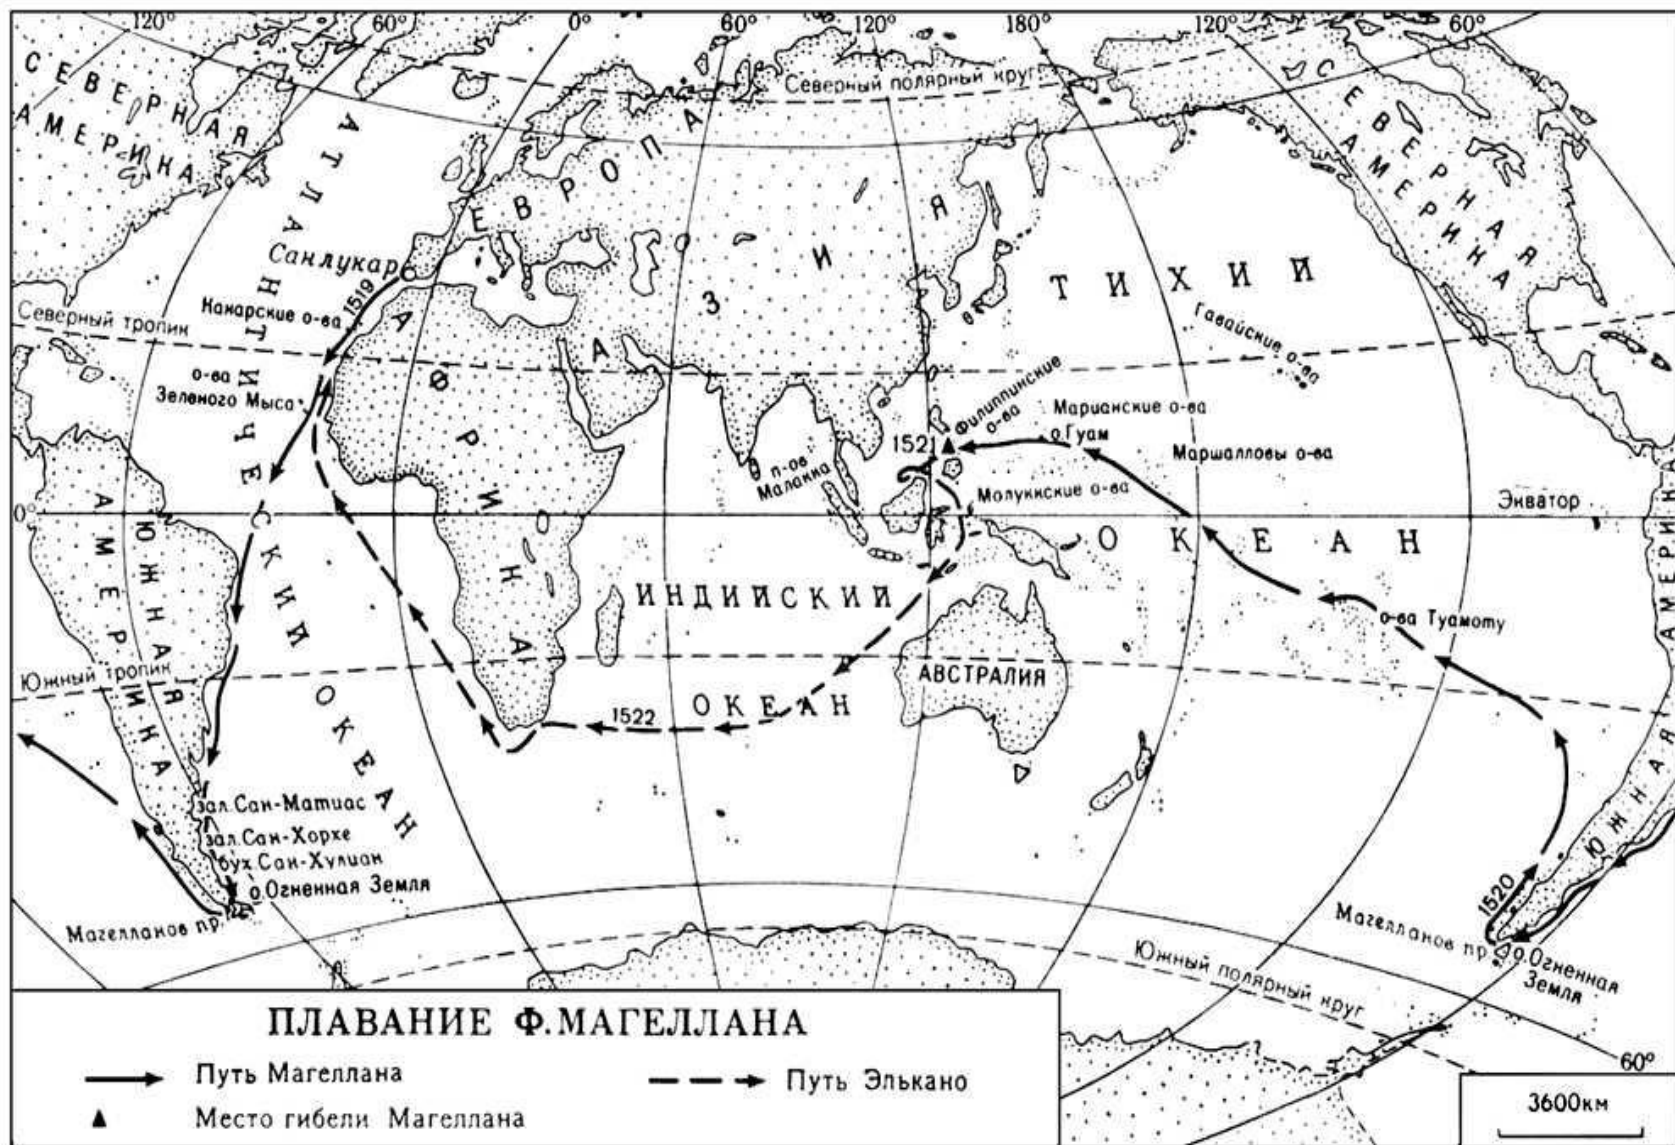 120° 60° 0° 60° 120° 180° 120° 60°
СЕВЕРНАЯ
АМЕРИКА
АТЛАНТИЧЕСКИЙ ОКЕАН
ЕВРОПА
АЗИЯ
Северный полярный круг
СЕВЕРНАЯ
АМЕРИКА
Санлукар
1519
Канарские о-ва
Северный тропик
о-ва
Зеленого Мыса
АФРИКА
ТИХИЙ
ОКЕАН
Гавайские о-ва
Филиппинские
о-ва
Марианские о-ва
о.Гуам
1521
Маршалловы о-ва
п-ов
Малакка
Молуккские о-ва
Экватор
0°
ЮЖНАЯ
АМЕРИКА
ИНДИЙСКИЙ
ОКЕАН
о-ва Туамоту
Южный тропик
АВСТРАЛИЯ
1522
ЮЖНАЯ АМЕРИКА
зал.Сан-Матиас
зал.Сан-Хорхе
бух.Сан-Хулиан
о.Огненная Земля
Магелланов пр.
1520
Магелланов пр.
о.Огненная
Земля
Южный полярный круг
60°
ПЛАВАНИЕ Ф.МАГЕЛЛАНА
Путь Магеллана
Путь Элькано
Место гибели Магеллана
3600км